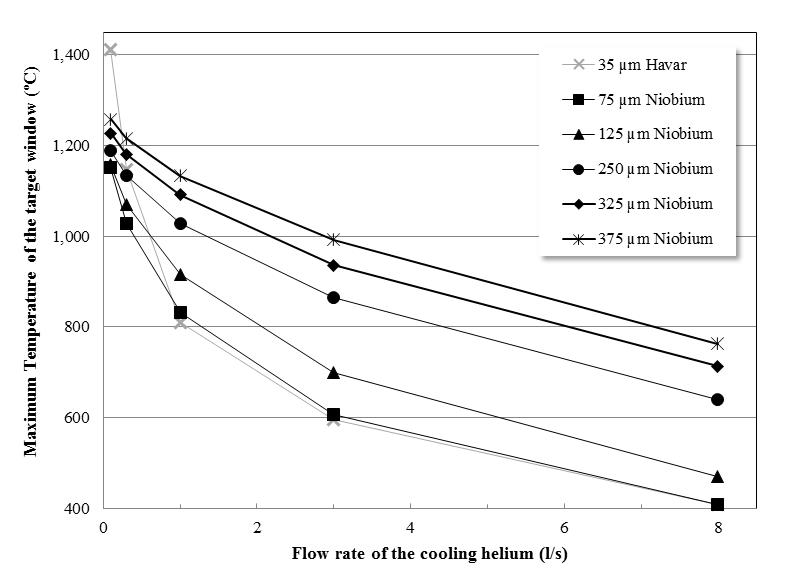 Maximum Temperature of the target window (ºC)
1,400
1,200
1,000
800
600
400
0
2
4
6
8
Flow rate of the cooling helium (l/s)
35 µm Havar
75 µm Niobium
125 µm Niobium
250 µm Niobium
325 µm Niobium
375 µm Niobium